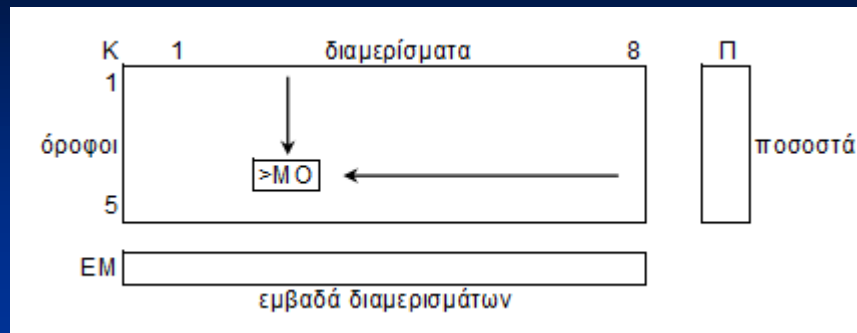 Κ 1 διαμερίσματα 8 Π
1
όροφοι >ΜΟ ποσοστά
5
ΕΜ
εμβαδά διαμερισμάτων